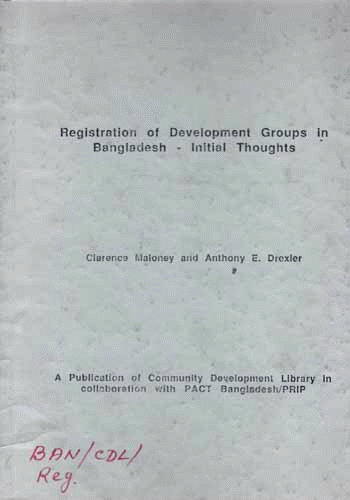 Registration of Development Groups in
Bangladesh - Initial Thoughts
Clarence Maloney and Anthony E. Drexler
A Publication of Community Development Library in
collaboration with PACT Bangladesh/PRIP
BAN/CDL/
Reg.